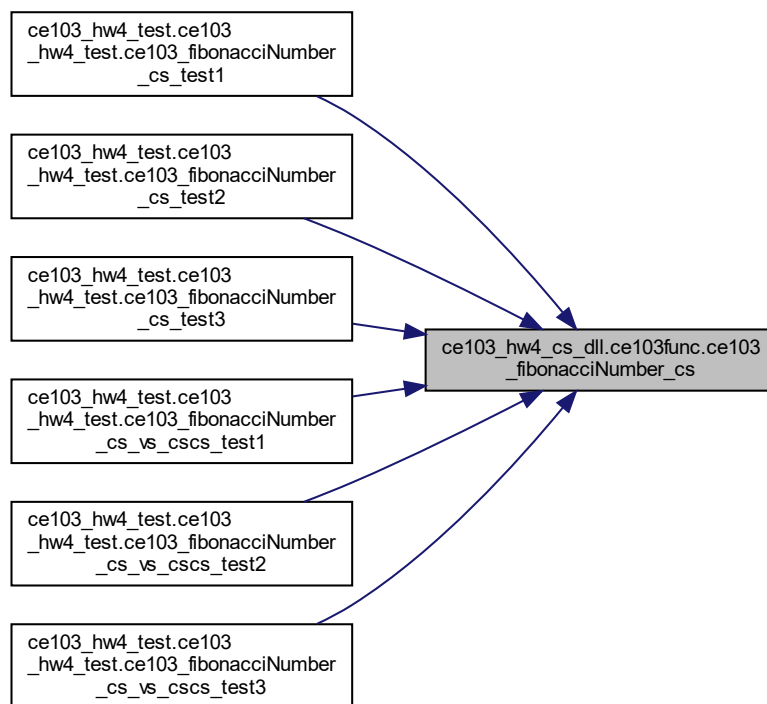 ce103_hw4_test.ce103
_hw4_test.ce103_fibonacciNumber
_cs_test1
ce103_hw4_test.ce103
_hw4_test.ce103_fibonacciNumber
_cs_test2
ce103_hw4_test.ce103
_hw4_test.ce103_fibonacciNumber
_cs_test3
ce103_hw4_cs_dll.ce103func.ce103
_fibonacciNumber_cs
ce103_hw4_test.ce103
_hw4_test.ce103_fibonacciNumber
_cs_vs_cscs_test1
ce103_hw4_test.ce103
_hw4_test.ce103_fibonacciNumber
_cs_vs_cscs_test2
ce103_hw4_test.ce103
_hw4_test.ce103_fibonacciNumber
_cs_vs_cscs_test3